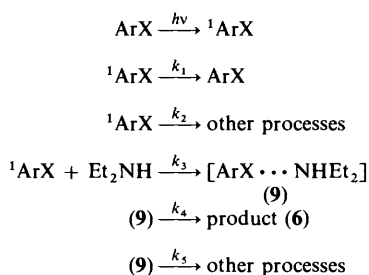 ArX —hν→ ¹ArX
¹ArX —k₁→ ArX
¹ArX —k₂→ other processes
¹ArX + Et₂NH —k₃→ [ArX ··· NHEt₂]
(9)
(9) —k₄→ product (6)
(9) —k₅→ other processes